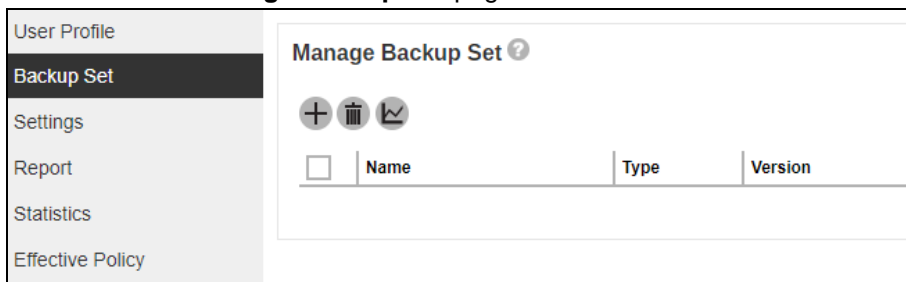 User Profile
Backup Set
Settings
Report
Statistics
Effective Policy
Manage Backup Set ?
Name Type Version